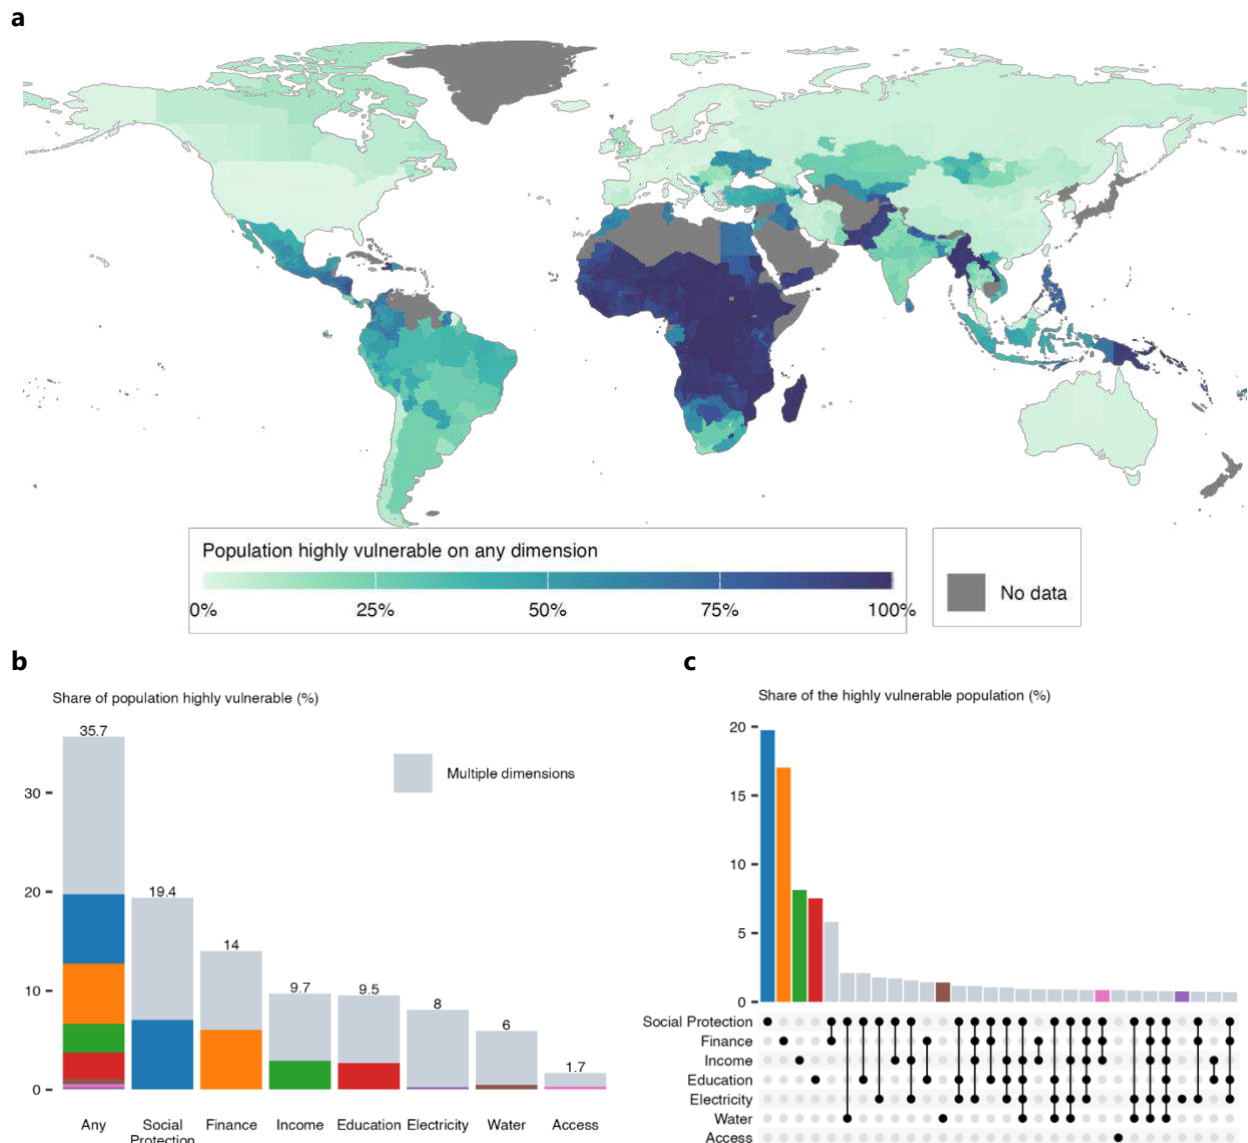 a
Population highly vulnerable on any dimension
0%
25%
50%
75%
100%
No data
b
Share of population highly vulnerable (%)
35.7
Multiple dimensions
30
20
19.4
14
10
9.7
9.5
8
6
1.7
0
Any
Social
Protection
Finance
Income
Education
Electricity
Water
Access
c
Share of the highly vulnerable population (%)
20
15
10
5
0
Social Protection
Finance
Income
Education
Electricity
Water
Access